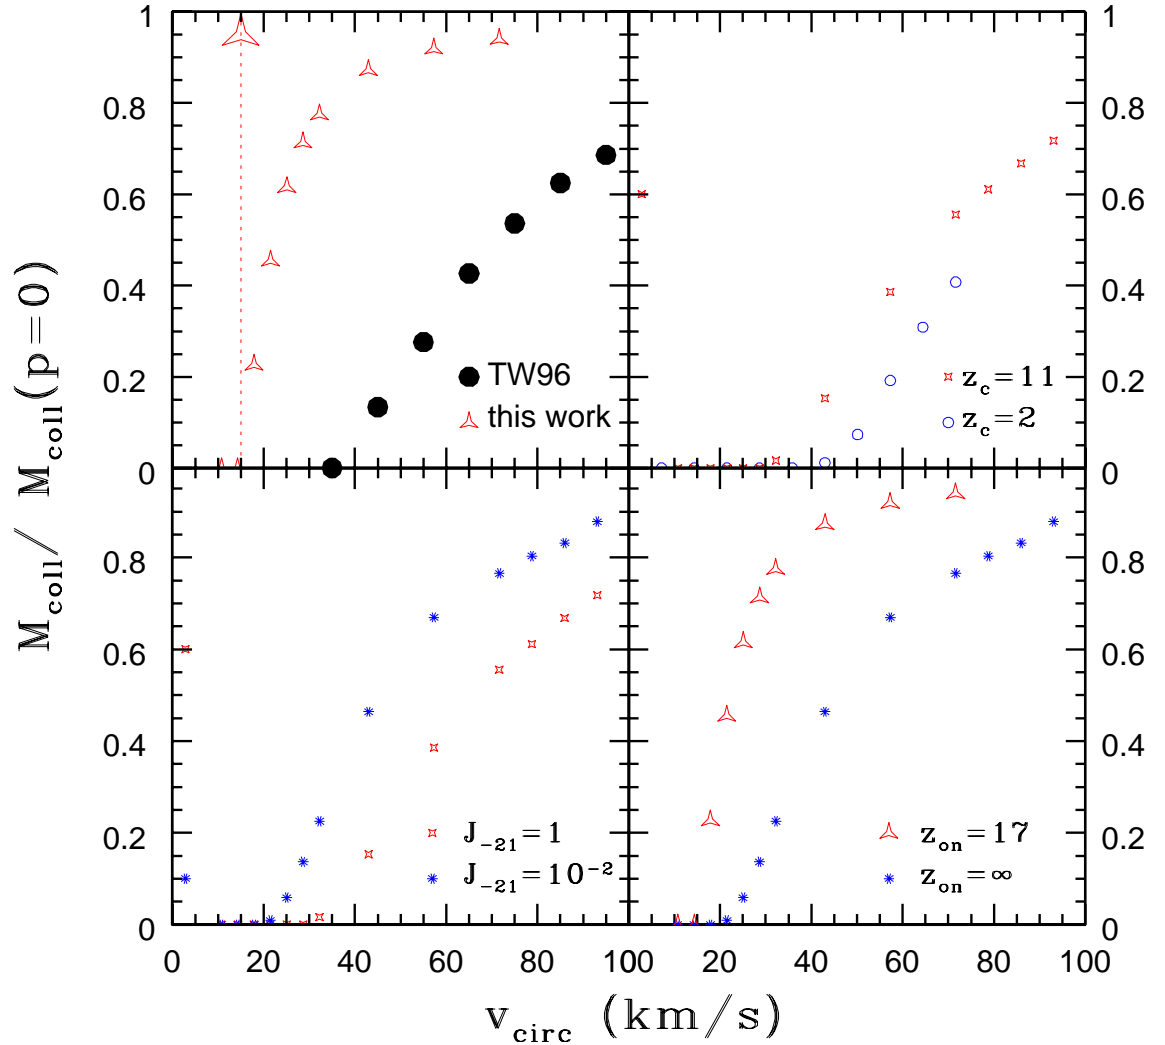 1
0.8
0.6
0.4
0.2
0
TW96
this work
1
0.8
0.6
0.4
0.2
0
z_c=11
z_c=2
M_coll/ M_coll(p=0)
0.8
0.6
0.4
0.2
0
J_-21=1
J_-21=10^-2
0.8
0.6
0.4
0.2
0
z_on=17
z_on=∞
0 20 40 60 80 100 20 40 60 80 100
v_circ (km/s)